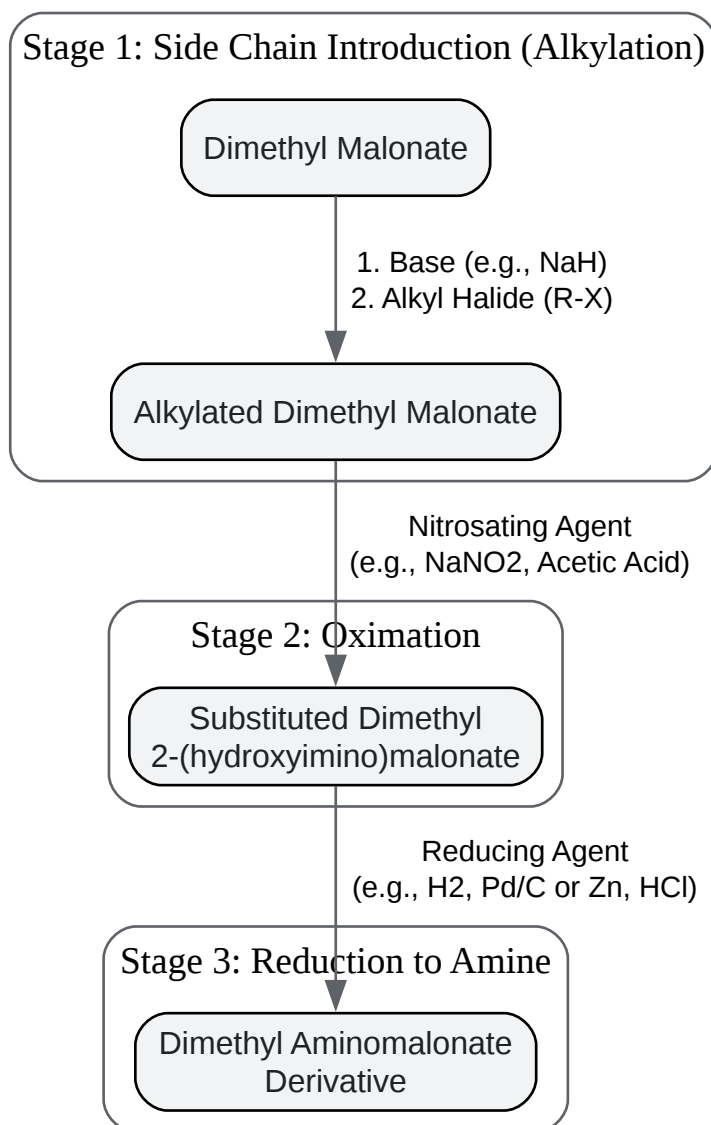 Stage 1: Side Chain Introduction (Alkylation)
Dimethyl Malonate
1. Base (e.g., NaH)
2. Alkyl Halide (R-X)
Alkylated Dimethyl Malonate
Nitrosating Agent
(e.g., NaNO2, Acetic Acid)
Stage 2: Oximation
Substituted Dimethyl
2-(hydroxyimino)malonate
Reducing Agent
(e.g., H2, Pd/C or Zn, HCl)
Stage 3: Reduction to Amine
Dimethyl Aminomalonate
Derivative